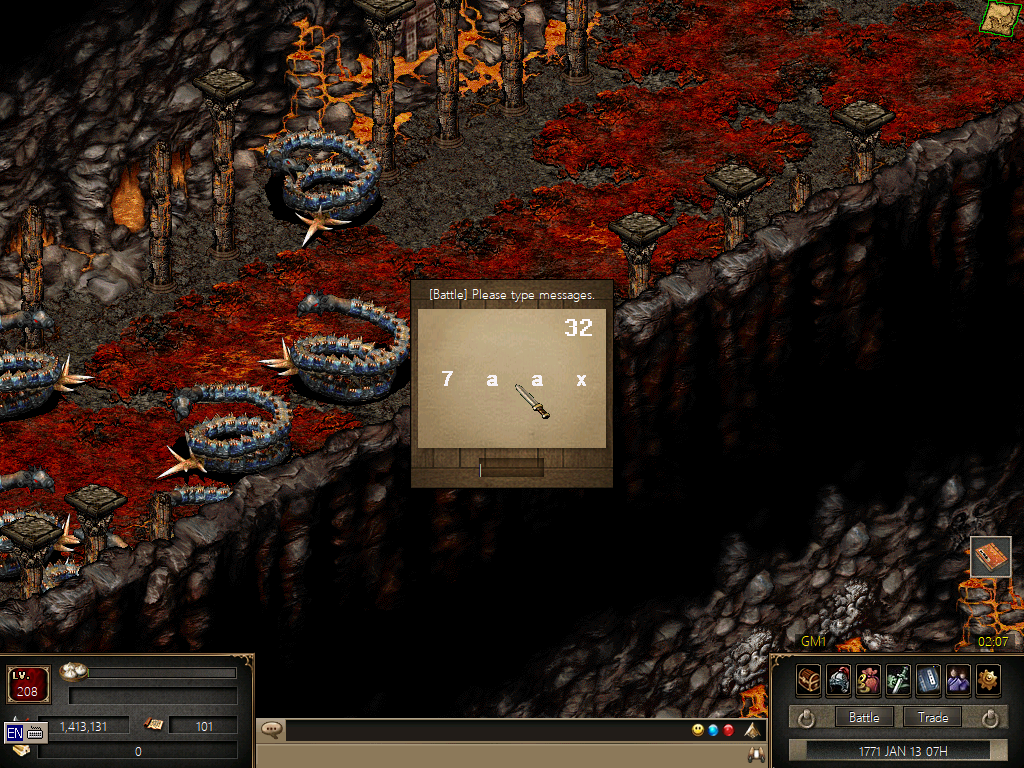 [Battle] Please type messages.
32
7 a a x
GM1
02:07
LV.
208
1,413,131
101
EN
0
Battle
Trade
1771 JAN 13 07H